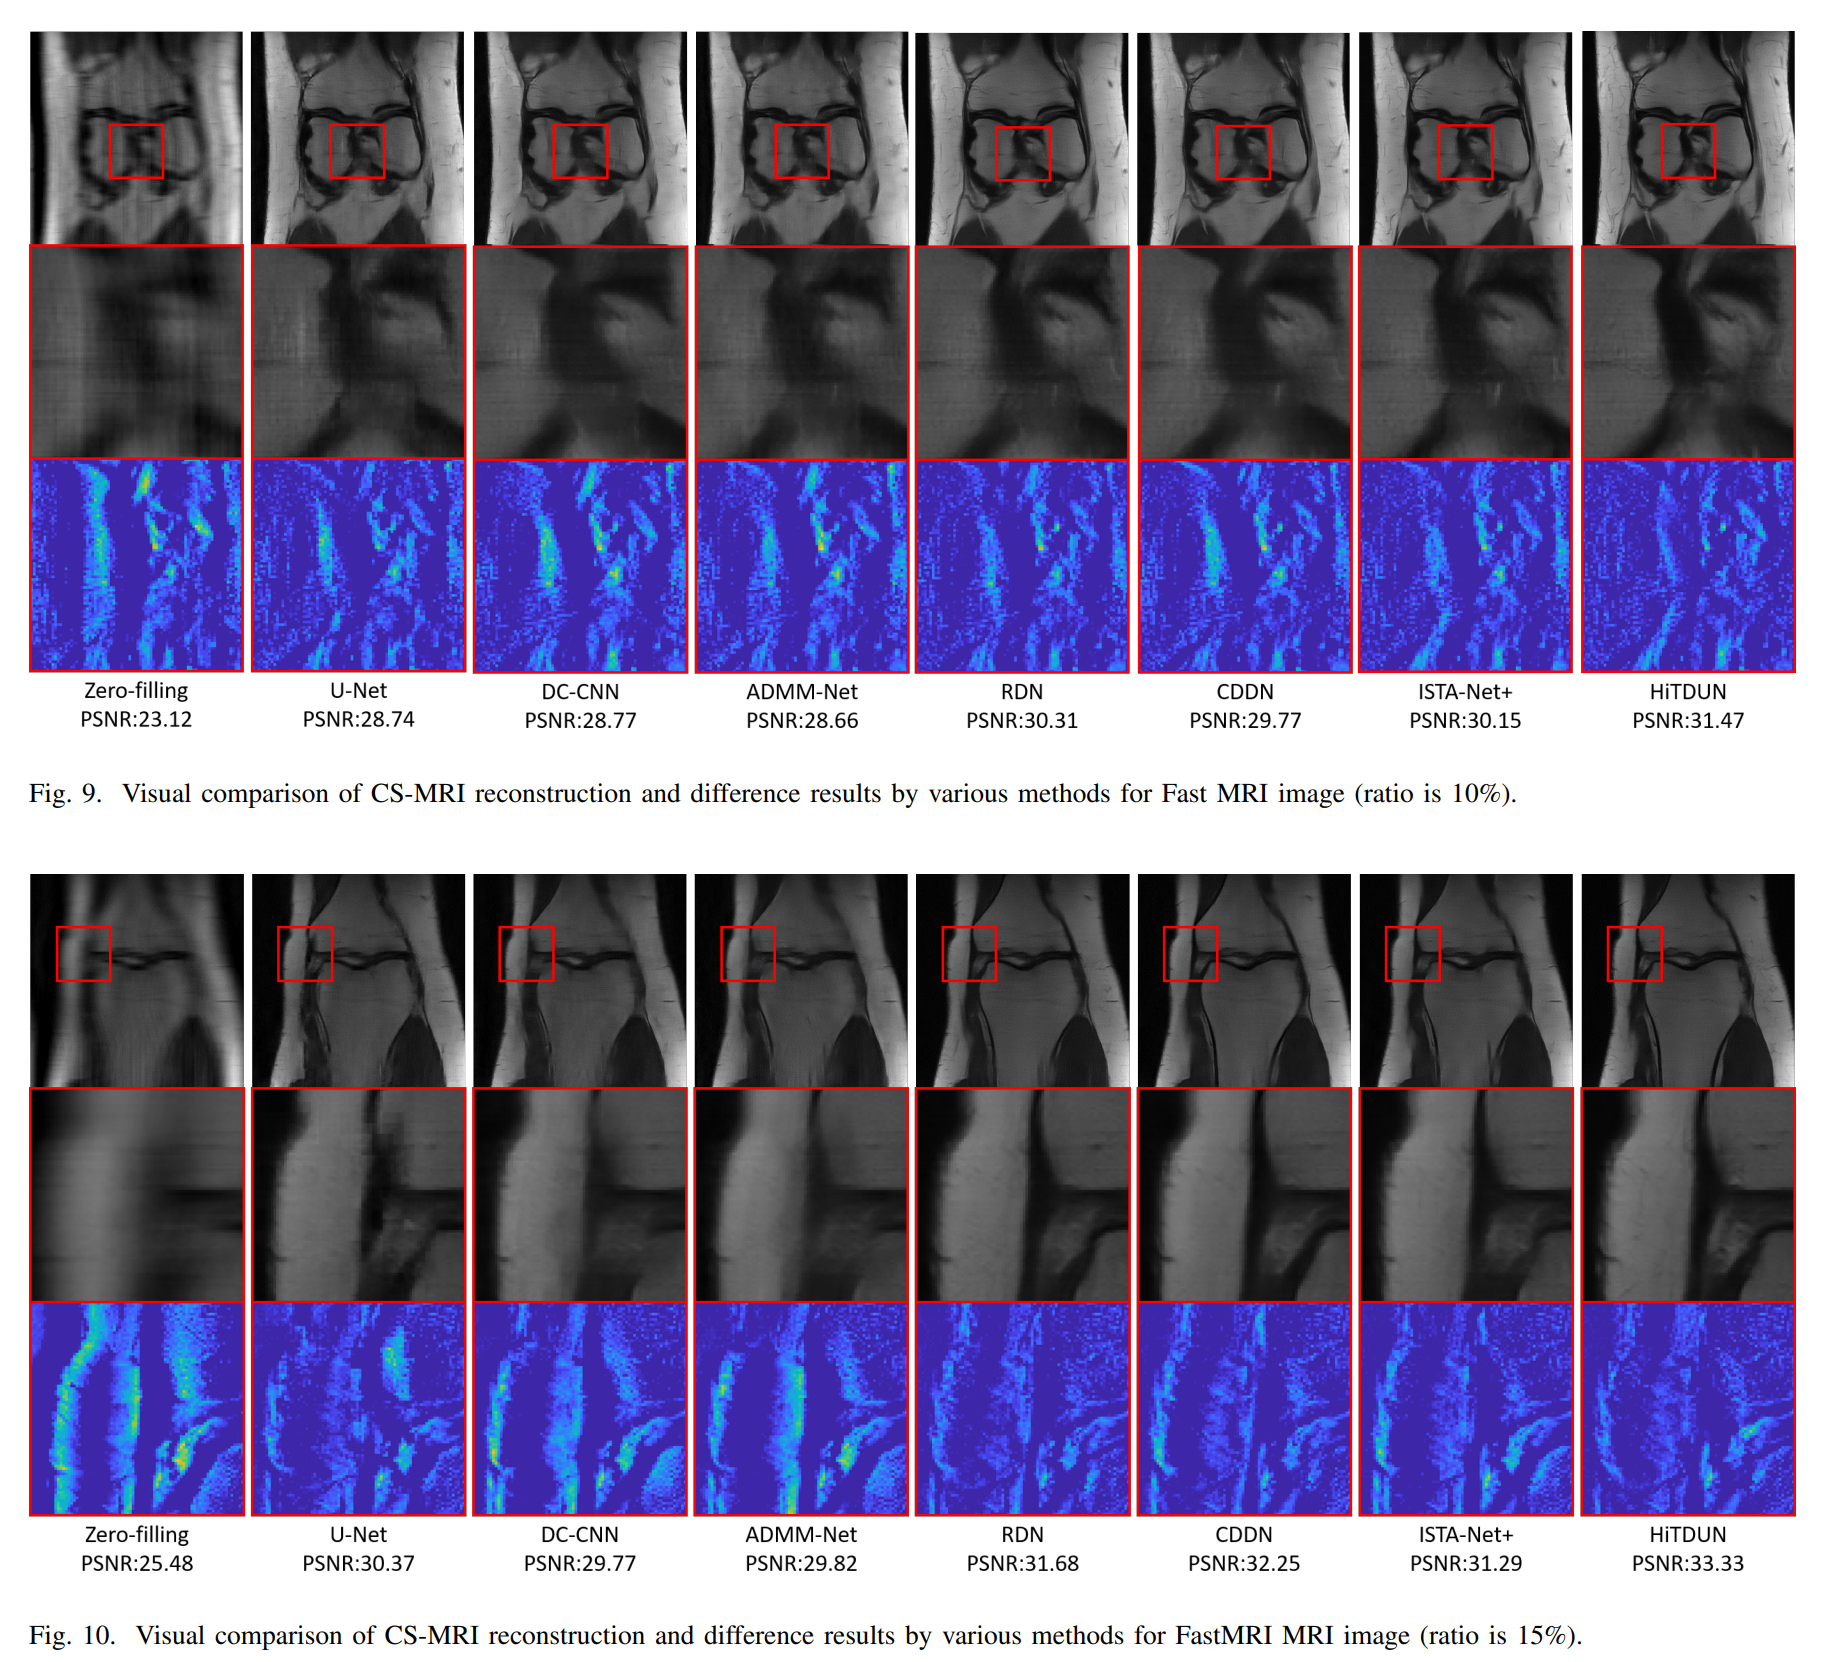 Zero-filling U-Net DC-CNN ADMM-Net RDN CDDN ISTA-Net+ HiTDUN
PSNR:23.12 PSNR:28.74 PSNR:28.77 PSNR:28.66 PSNR:30.31 PSNR:29.77 PSNR:30.15 PSNR:31.47
Fig. 9. Visual comparison of CS-MRI reconstruction and difference results by various methods for Fast MRI image (ratio is 10%).
Zero-filling U-Net DC-CNN ADMM-Net RDN CDDN ISTA-Net+ HiTDUN
PSNR:25.48 PSNR:30.37 PSNR:29.77 PSNR:29.82 PSNR:31.68 PSNR:32.25 PSNR:31.29 PSNR:33.33
Fig. 10. Visual comparison of CS-MRI reconstruction and difference results by various methods for FastMRI MRI image (ratio is 15%).